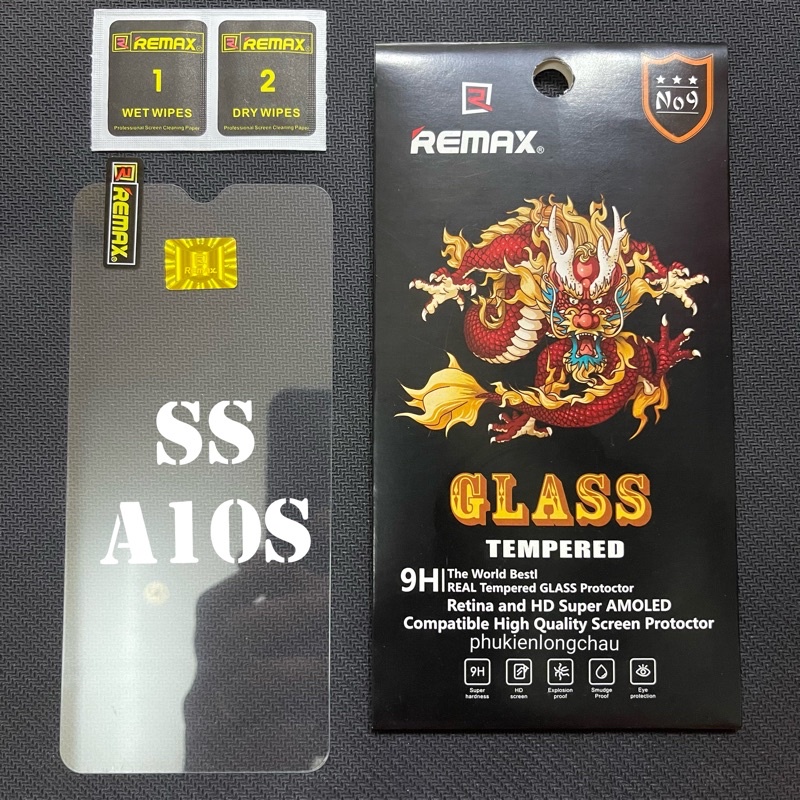 REMAX®
1
WET WIPES
Professional Screen Cleaning Paper
REMAX®
2
DRY WIPES
Professional Screen Cleaning Paper
REMAX®
Remax
SS
A10S
No9
REMAX®
GLASS
TEMPERED
9H
The World Best!
REAL Tempered GLASS Protoctor
Retina and HD Super AMOLED
Compatible High Quality Screen Protoctor
phukienlongchau
9H
Super
hardness
HD
screen
Explosion
proof
Smudge
Proof
Eye
protection